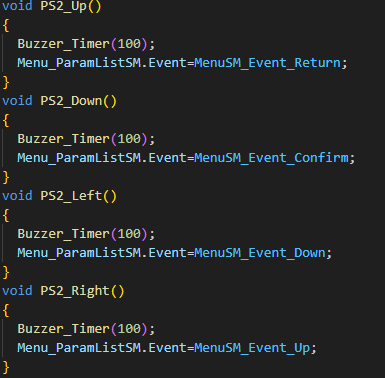 void PS2_Up()
{
  Buzzer_Timer(100);
  Menu_ParamListSM.Event=MenuSM_Event_Return;
}
void PS2_Down()
{
  Buzzer_Timer(100);
  Menu_ParamListSM.Event=MenuSM_Event_Confirm;
}
void PS2_Left()
{
  Buzzer_Timer(100);
  Menu_ParamListSM.Event=MenuSM_Event_Down;
}
void PS2_Right()
{
  Buzzer_Timer(100);
  Menu_ParamListSM.Event=MenuSM_Event_Up;
}